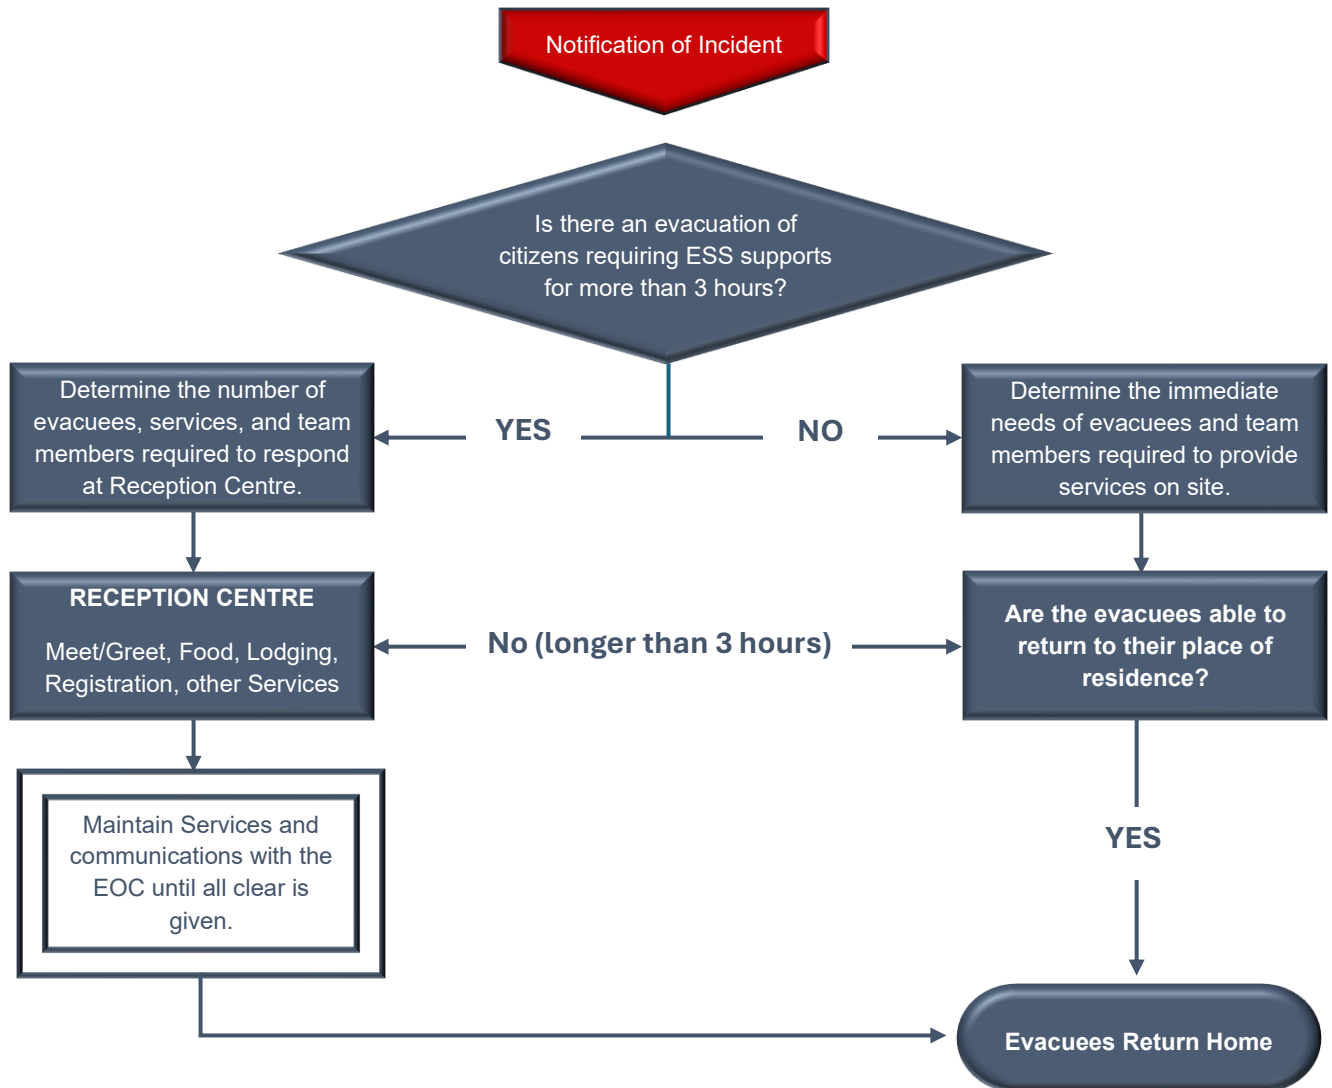 Notification of Incident
Is there an evacuation of
citizens requiring ESS supports
for more than 3 hours?
Determine the number of
evacuees, services, and team
members required to respond
at Reception Centre.
YES
NO
Determine the immediate
needs of evacuees and team
members required to provide
services on site.
RECEPTION CENTRE
Meet/Greet, Food, Lodging,
Registration, other Services
No (longer than 3 hours)
Are the evacuees able to
return to their place of
residence?
Maintain Services and
communications with the
EOC until all clear is
given.
YES
Evacuees Return Home